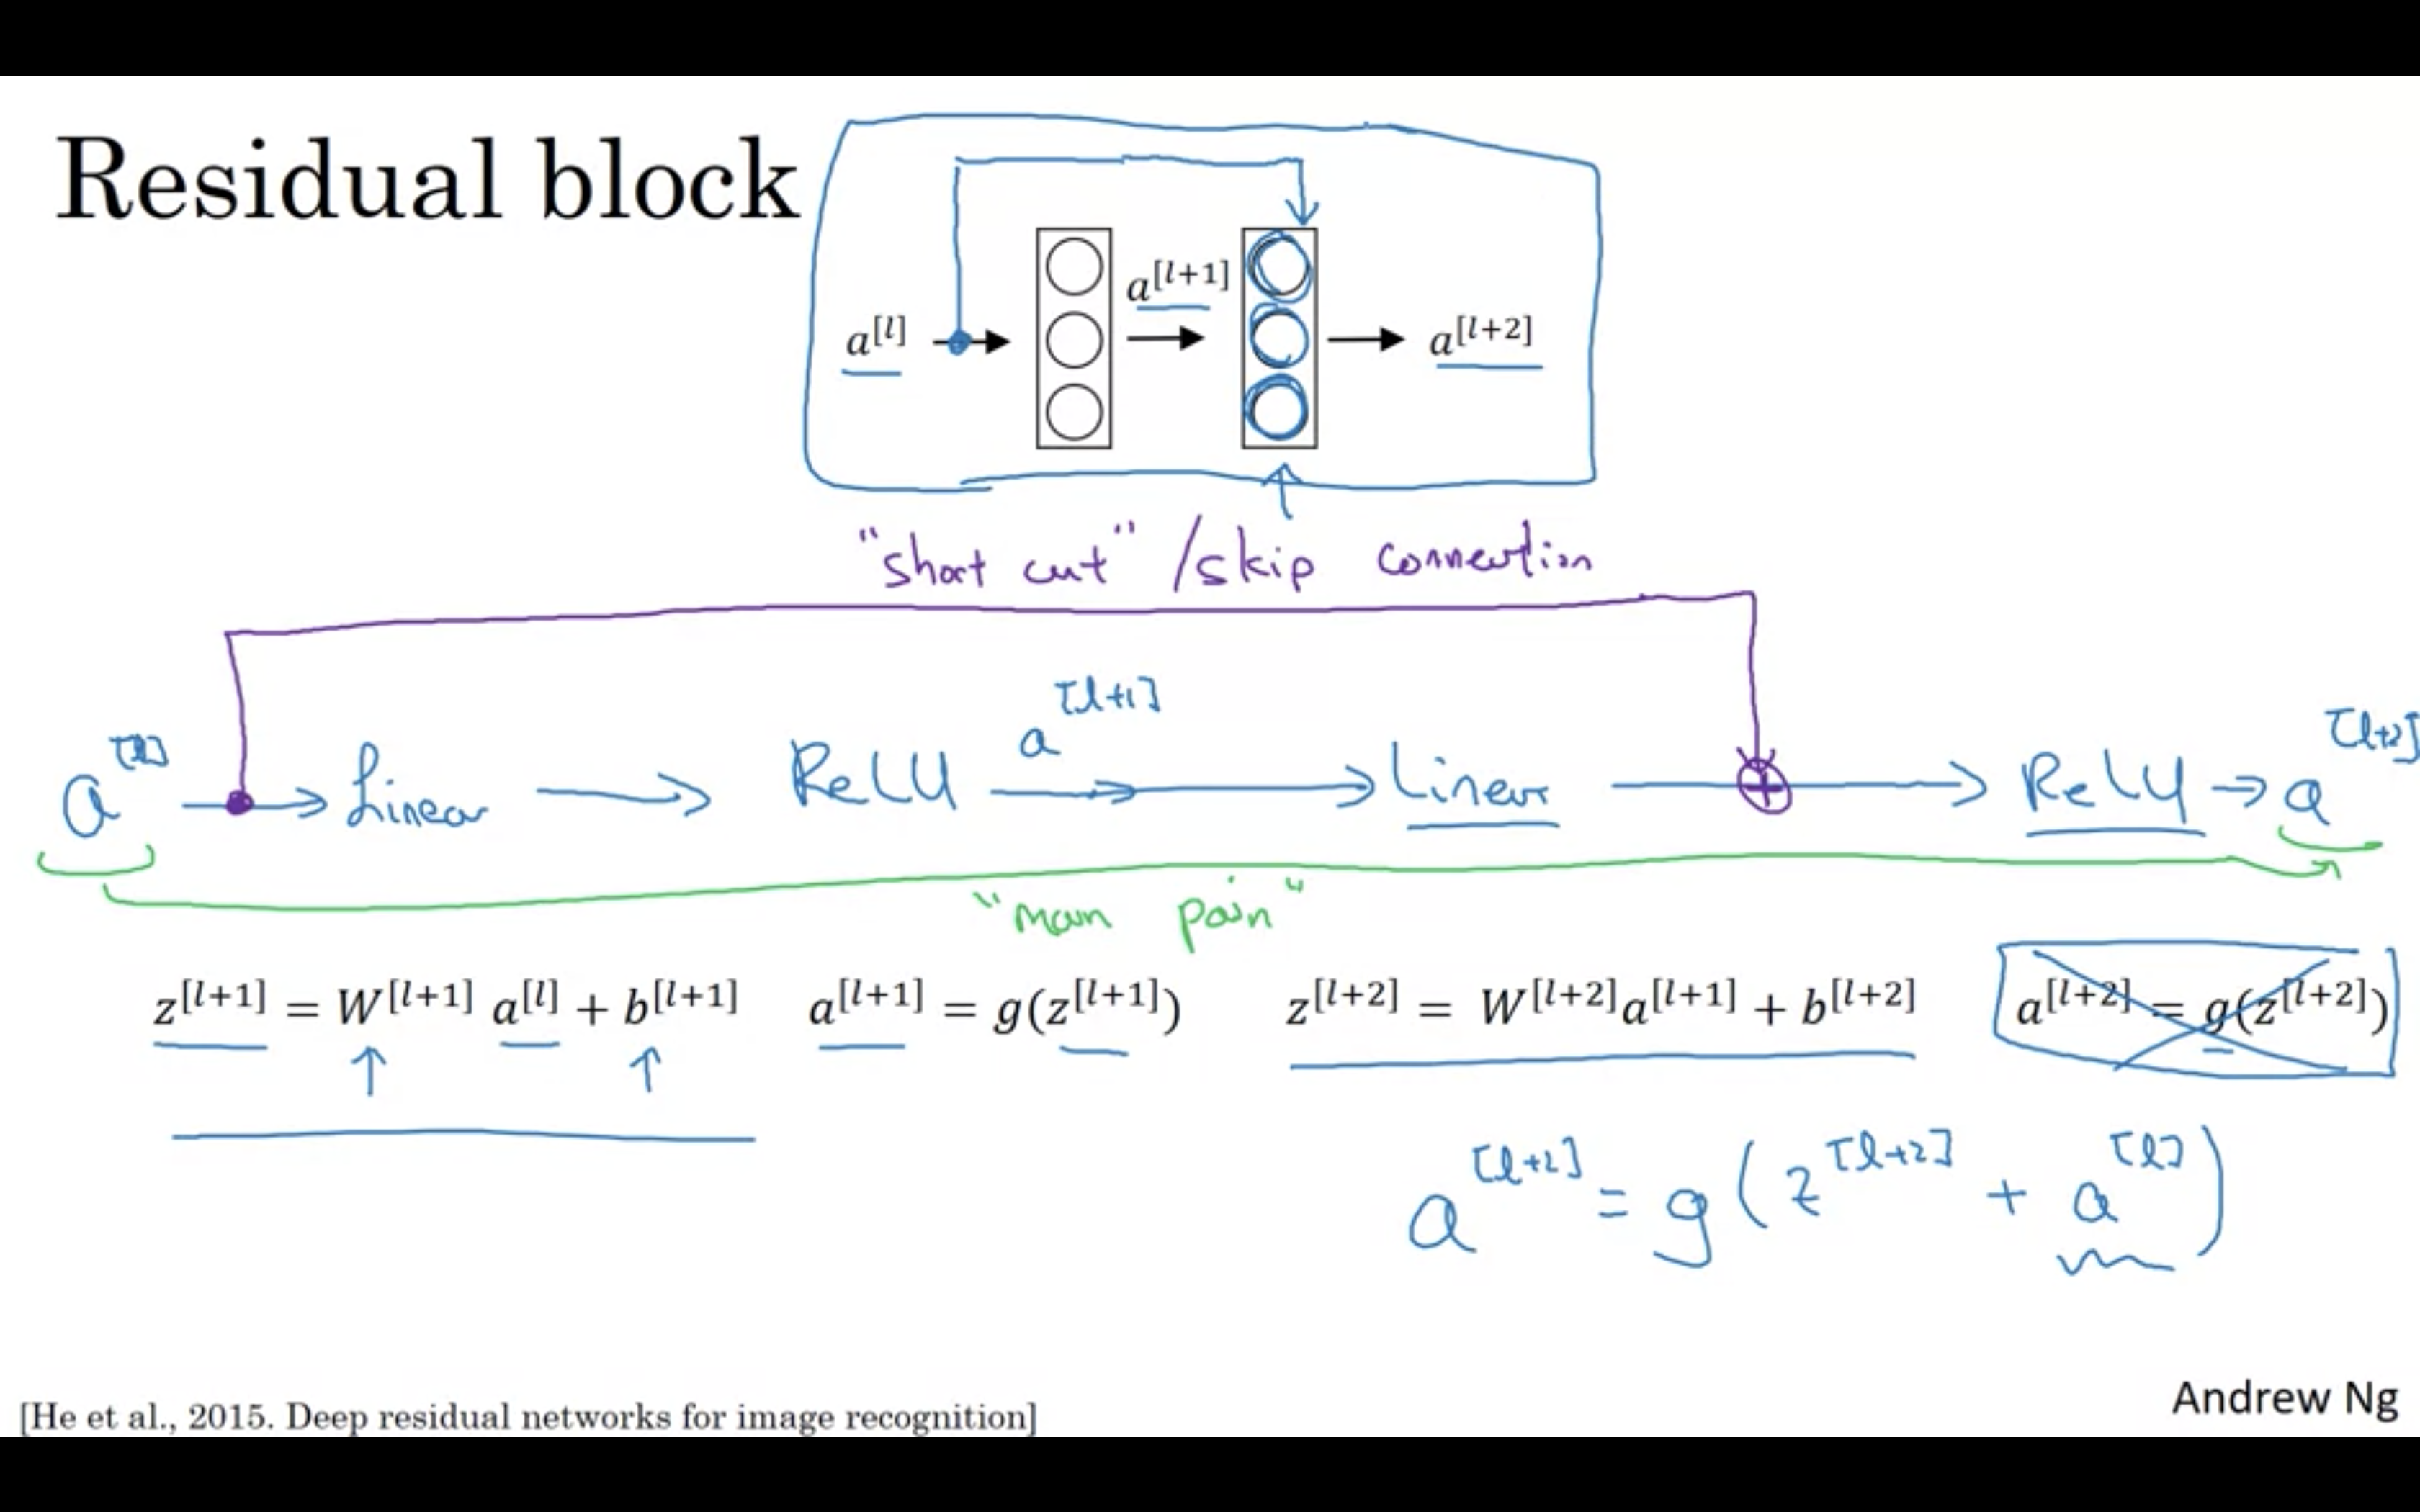 Residual block
a^[l] a^[l+1] a^[l+2]
"short cut" / skip connection
a^[l] → Linear → ReLU a^[l+1] → Linear ⊕ → ReLU → a^[l+2]
"main path"
z^[l+1] = W^[l+1] a^[l] + b^[l+1] a^[l+1] = g(z^[l+1]) z^[l+2] = W^[l+2]a^[l+1] + b^[l+2] a^[l+2] = g(z^[l+2])
a^[l+2] = g(z^[l+2] + a^[l])
[He et al., 2015. Deep residual networks for image recognition]
Andrew Ng